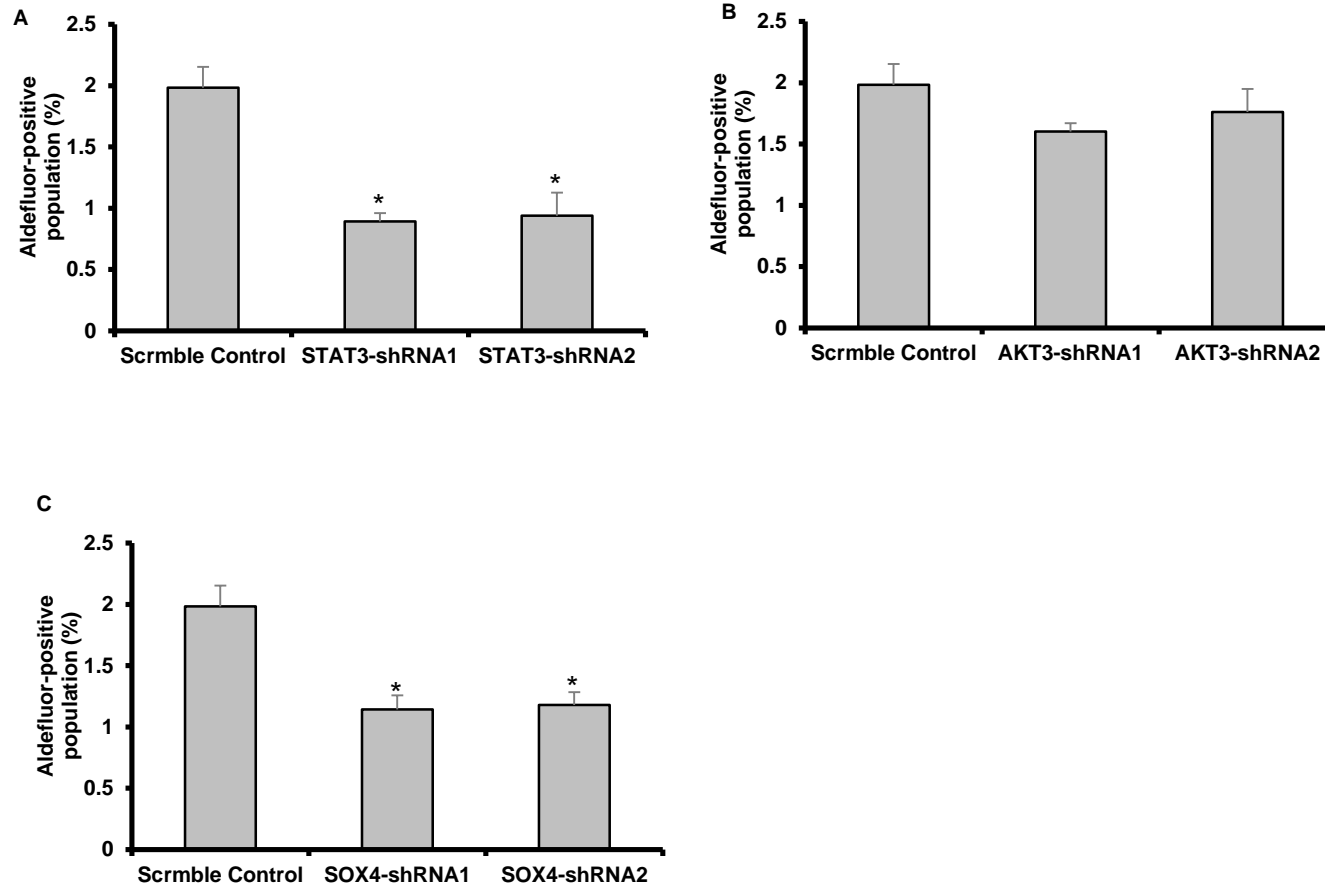 A
Aldefluor-positive
population (%)
2.5
2
1.5
1
0.5
0
*
*
Scrmble Control STAT3-shRNA1 STAT3-shRNA2
B
Aldefluor-positive
population (%)
2.5
2
1.5
1
0.5
0
Scrmble Control AKT3-shRNA1 AKT3-shRNA2
C
Aldefluor-positive
population (%)
2.5
2
1.5
1
0.5
0
*
*
Scrmble Control SOX4-shRNA1 SOX4-shRNA2